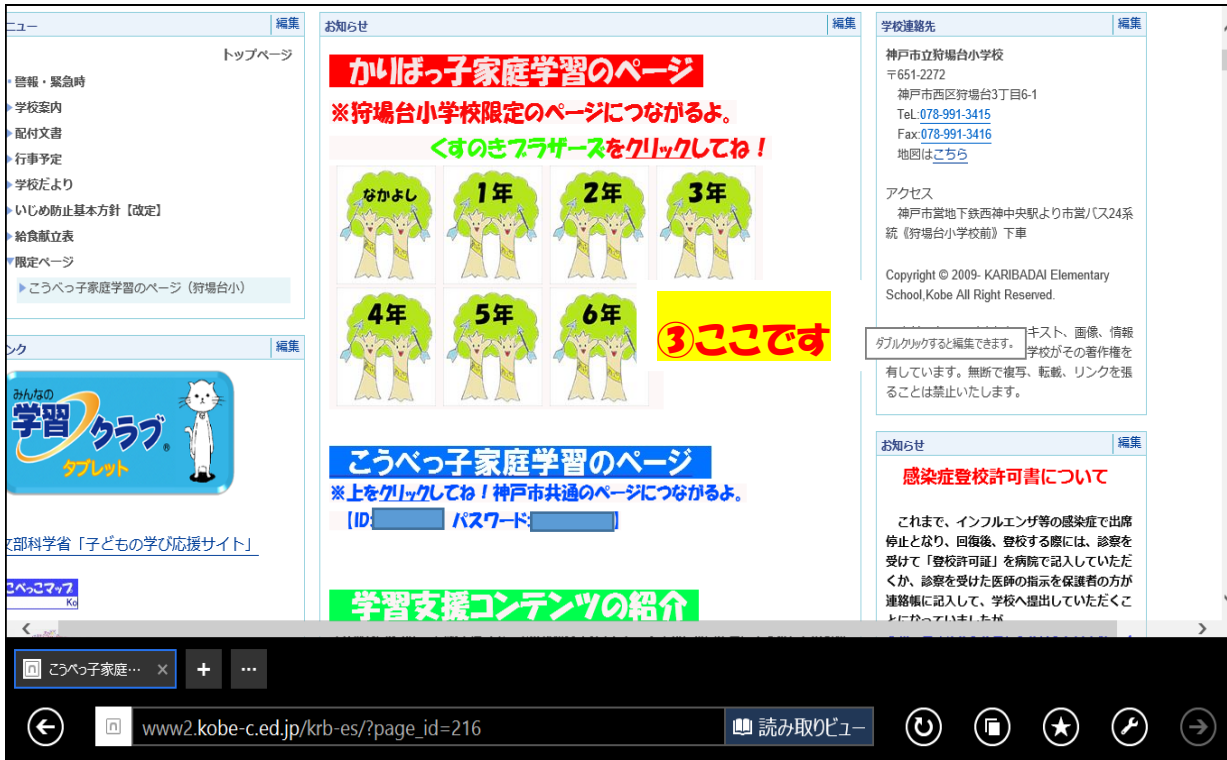 ニュー
編集
トップページ
警報・緊急時
学校案内
配付文書
行事予定
学校だより
いじめ防止基本方針【改定】
給食献立表
限定ページ
こうべっ子家庭学習のページ（狩場台小）
ンク
編集
みんなの
学習クラブ®
タブレット
文部科学省「子どもの学び応援サイト」
こべっこマップ
Ko
お知らせ
編集
かりばっ子家庭学習のページ
※狩場台小学校限定のページにつながるよ。
くすのきブラザーズをクリックしてね！
なかよし
1年
2年
3年
4年
5年
6年
③ここです
こうべっ子家庭学習のページ
※上をクリックしてね！神戸市共通のページにつながるよ。
【ID: パスワード: 】
学習支援コンテンツの紹介
学校連絡先
編集
神戸市立狩場台小学校
〒651-2272
神戸市西区狩場台3丁目6-1
TeL:078-991-3415
Fax:078-991-3416
地図はこちら
アクセス
神戸市営地下鉄西神中央駅より市営バス24系
統《狩場台小学校前》下車
Copyright © 2009- KARIBADAI Elementary
School,Kobe All Right Reserved.
キスト、画像、情報
ダブルクリックすると編集できます。
学校がその著作権を
有しています。無断で複写、転載、リンクを張
ることは禁止いたします。
お知らせ
編集
感染症登校許可書について
これまで、インフルエンザ等の感染症で出席
停止となり、回復後、登校する際には、診察を
受けて「登校許可証」を病院で記入していただ
くか、診察を受けた医師の指示を保護者の方が
連絡帳に記入して、学校へ提出していただくこ
とになっていましたが、
こうべっ子家庭…
www2.kobe-c.ed.jp/krb-es/?page_id=216
読み取りビュー